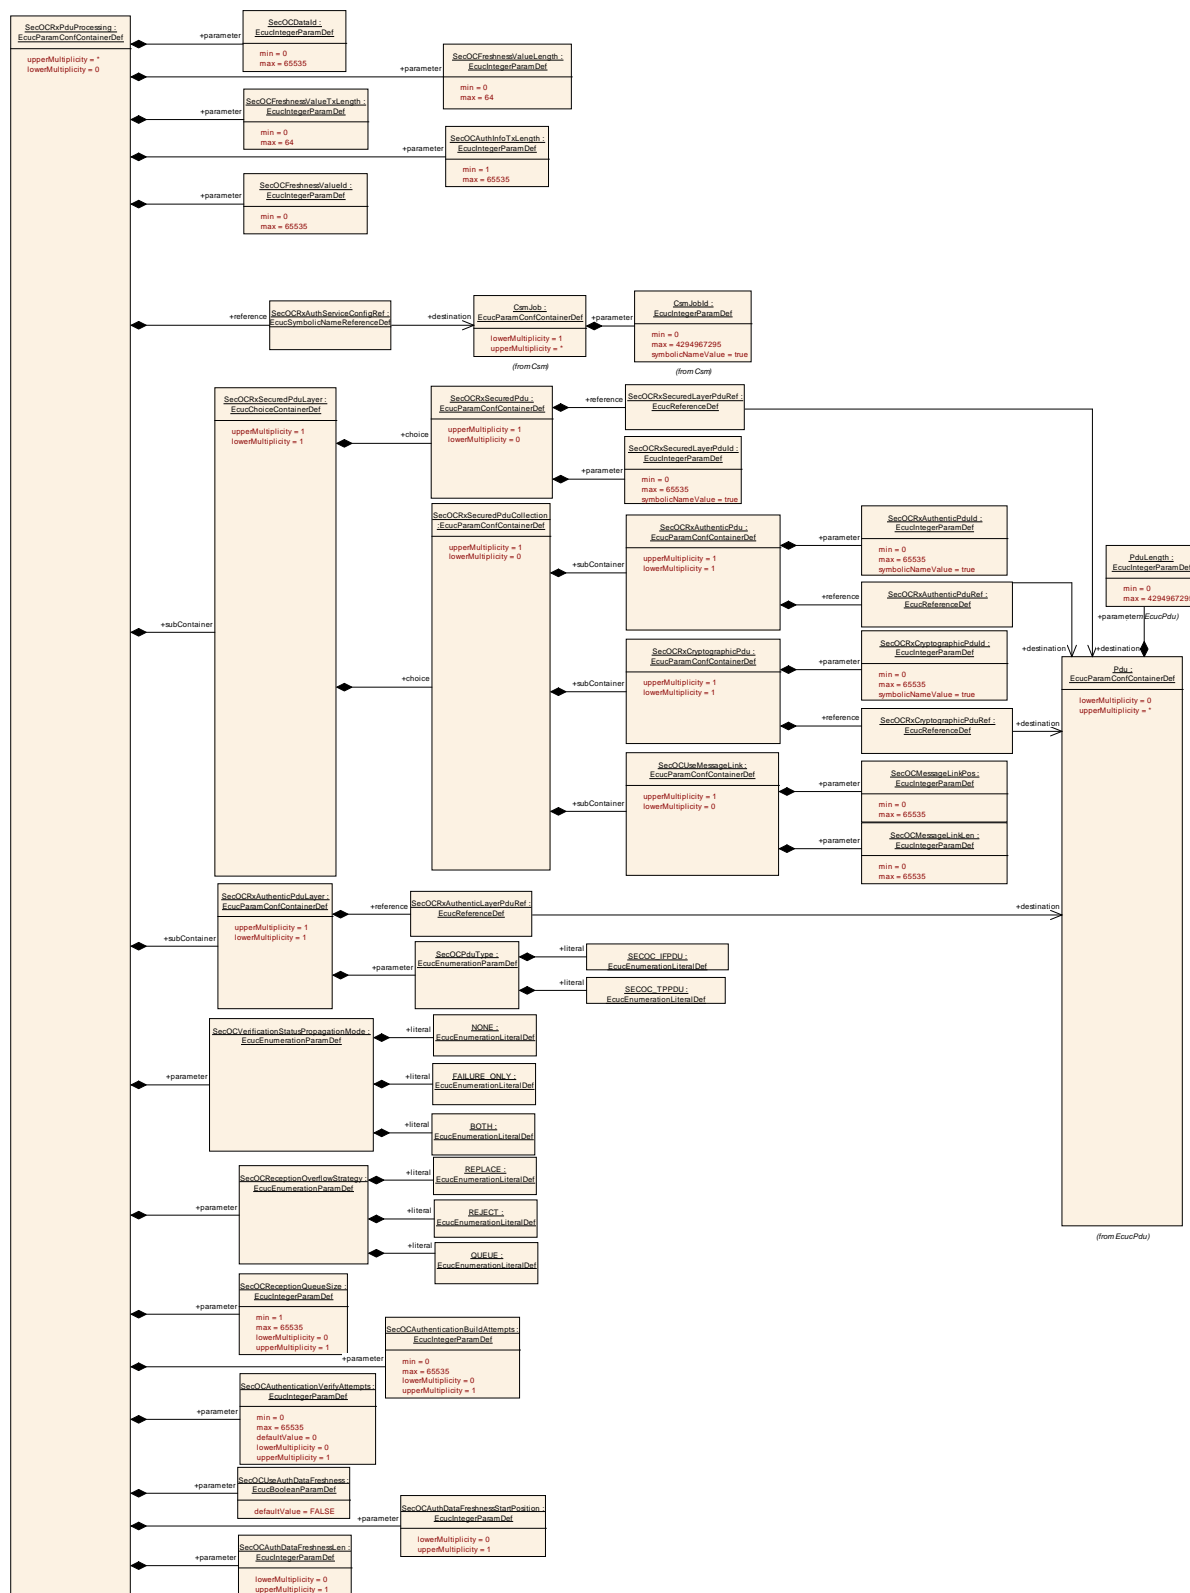 SecOCRxPduProcessing :
EcucParamConfContainerDef
upperMultiplicity = *
lowerMultiplicity = 0
+parameter
SecOCDataId :
EcucIntegerParamDef
min = 0
max = 65535
+parameter
SecOCFreshnessValueLength :
EcucIntegerParamDef
min = 0
max = 64
+parameter
SecOCFreshnessValueTxLength :
EcucIntegerParamDef
min = 0
max = 64
+parameter
SecOCAuthInfoTxLength :
EcucIntegerParamDef
min = 1
max = 65535
+parameter
SecOCFreshnessValueId :
EcucIntegerParamDef
min = 0
max = 65535
+reference
SecOCRxAuthServiceConfigRef :
EcucSymbolicNameReferenceDef
+destination
CsmJob :
EcucParamConfContainerDef
lowerMultiplicity = 1
upperMultiplicity = *
(from Csm)
+parameter
CsmJobId :
EcucIntegerParamDef
min = 0
max = 4294967295
symbolicNameValue = true
(from Csm)
+subContainer
SecOCRxSecuredPduLayer :
EcucChoiceContainerDef
upperMultiplicity = 1
lowerMultiplicity = 1
+choice
SecOCRxSecuredPdu :
EcucParamConfContainerDef
upperMultiplicity = 1
lowerMultiplicity = 0
+reference
SecOCRxSecuredLayerPduRef :
EcucReferenceDef
+parameter
SecOCRxSecuredLayerPduId :
EcucIntegerParamDef
min = 0
max = 65535
symbolicNameValue = true
+choice
SecOCRxSecuredPduCollection
:EcucParamConfContainerDef
upperMultiplicity = 1
lowerMultiplicity = 0
+subContainer
SecOCRxAuthenticPdu :
EcucParamConfContainerDef
upperMultiplicity = 1
lowerMultiplicity = 1
+parameter
SecOCRxAuthenticPduId :
EcucIntegerParamDef
min = 0
max = 65535
symbolicNameValue = true
+reference
SecOCRxAuthenticPduRef :
EcucReferenceDef
PduLength :
EcucIntegerParamDef
min = 0
max = 4294967295
+parameter
(from EcucPdu)
+destination
+destination
+subContainer
SecOCRxCryptographicPdu :
EcucParamConfContainerDef
upperMultiplicity = 1
lowerMultiplicity = 1
+parameter
SecOCRxCryptographicPduId :
EcucIntegerParamDef
min = 0
max = 65535
symbolicNameValue = true
+reference
SecOCRxCryptographicPduRef :
EcucReferenceDef
+destination
Pdu :
EcucParamConfContainerDef
lowerMultiplicity = 0
upperMultiplicity = *
(from EcucPdu)
+subContainer
SecOCUseMessageLink :
EcucParamConfContainerDef
upperMultiplicity = 1
lowerMultiplicity = 0
+parameter
SecOCMessageLinkPos :
EcucIntegerParamDef
min = 0
max = 65535
+parameter
SecOCMessageLinkLen :
EcucIntegerParamDef
min = 0
max = 65535
+subContainer
SecOCRxAuthenticPduLayer :
EcucParamConfContainerDef
upperMultiplicity = 1
lowerMultiplicity = 1
+reference
SecOCRxAuthenticLayerPduRef :
EcucReferenceDef
+destination
+parameter
SecOCPduType :
EcucEnumerationParamDef
+literal
SECOC_IFPDU :
EcucEnumerationLiteralDef
+literal
SECOC_TPPDU :
EcucEnumerationLiteralDef
+parameter
SecOCVerificationStatusPropagationMode :
EcucEnumerationParamDef
+literal
NONE :
EcucEnumerationLiteralDef
+literal
FAILURE_ONLY :
EcucEnumerationLiteralDef
+literal
BOTH :
EcucEnumerationLiteralDef
+parameter
SecOCReceptionOverflowStrategy :
EcucEnumerationParamDef
+literal
REPLACE :
EcucEnumerationLiteralDef
+literal
REJECT :
EcucEnumerationLiteralDef
+literal
QUEUE :
EcucEnumerationLiteralDef
+parameter
SecOCReceptionQueueSize :
EcucIntegerParamDef
min = 1
max = 65535
lowerMultiplicity = 0
upperMultiplicity = 1
+parameter
SecOCAuthenticationBuildAttempts :
EcucIntegerParamDef
min = 0
max = 65535
lowerMultiplicity = 0
upperMultiplicity = 1
+parameter
SecOCAuthenticationVerifyAttempts :
EcucIntegerParamDef
min = 0
max = 65535
defaultValue = 0
lowerMultiplicity = 0
upperMultiplicity = 1
+parameter
SecOCUseAuthDataFreshness :
EcucBooleanParamDef
defaultValue = FALSE
+parameter
SecOCAuthDataFreshnessStartPosition :
EcucIntegerParamDef
lowerMultiplicity = 0
upperMultiplicity = 1
+parameter
SecOCAuthDataFreshnessLen :
EcucIntegerParamDef
lowerMultiplicity = 0
upperMultiplicity = 1